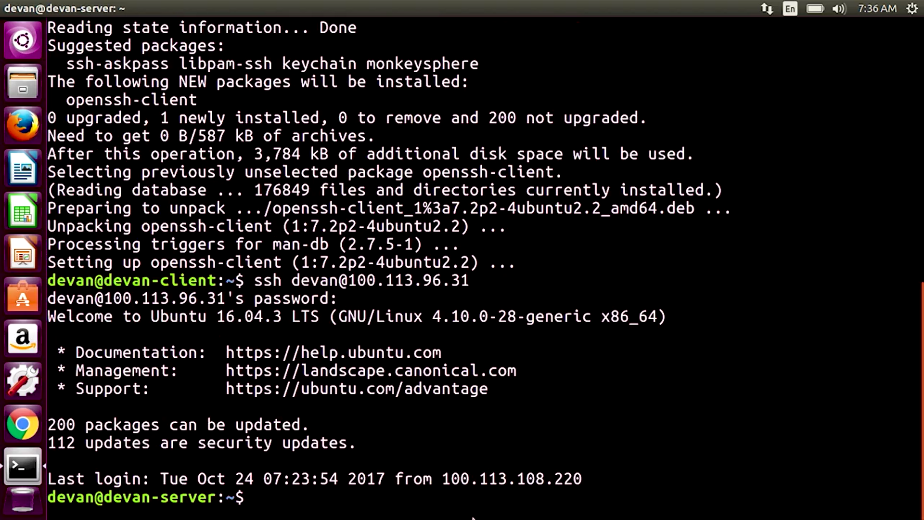 devan@devan-server: ~
En
7:36 AM
Reading state information... Done
Suggested packages:
  ssh-askpass libpam-ssh keychain monkeysphere
The following NEW packages will be installed:
  openssh-client
0 upgraded, 1 newly installed, 0 to remove and 200 not upgraded.
Need to get 0 B/587 kB of archives.
After this operation, 3,784 kB of additional disk space will be used.
Selecting previously unselected package openssh-client.
(Reading database ... 176849 files and directories currently installed.)
Preparing to unpack .../openssh-client_1%3a7.2p2-4ubuntu2.2_amd64.deb ...
Unpacking openssh-client (1:7.2p2-4ubuntu2.2) ...
Processing triggers for man-db (2.7.5-1) ...
Setting up openssh-client (1:7.2p2-4ubuntu2.2) ...
devan@devan-client:~$ ssh devan@100.113.96.31
devan@100.113.96.31's password:
Welcome to Ubuntu 16.04.3 LTS (GNU/Linux 4.10.0-28-generic x86_64)
 * Documentation:  https://help.ubuntu.com
 * Management:     https://landscape.canonical.com
 * Support:        https://ubuntu.com/advantage
200 packages can be updated.
112 updates are security updates.
Last login: Tue Oct 24 07:23:54 2017 from 100.113.108.220
devan@devan-server:~$